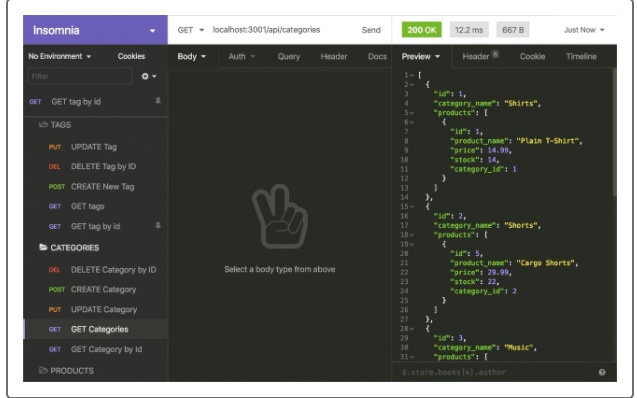 Insomnia
GET localhost:3001/api/categories Send
200 OK 12.2 ms 667 B Just Now
No Environment Cookies
Body Auth Query Header Docs
Preview Header 6 Cookie Timeline
Filter
GET GET tag by id
TAGS
PUT UPDATE Tag
DEL DELETE Tag by ID
POST CREATE New Tag
GET GET tags
GET GET tag by id
CATEGORIES
DEL DELETE Category by ID
POST CREATE Category
PUT UPDATE Category
GET GET Categories
GET GET Category by Id
PRODUCTS
Select a body type from above
1 [
2 {
3 "id": 1,
4 "category_name": "Shirts",
5 "products": [
6 {
7 "id": 1,
8 "product_name": "Plain T-Shirt",
9 "price": 14.99,
10 "stock": 14,
11 "category_id": 1
12 }
13 ]
14 },
15 {
16 "id": 2,
17 "category_name": "Shorts",
18 "products": [
19 {
20 "id": 5,
21 "product_name": "Cargo Shorts",
22 "price": 29.99,
23 "stock": 22,
24 "category_id": 2
25 }
26 ]
27 },
28 {
29 "id": 3,
30 "category_name": "Music",
31 "products": [
$.store.books[*].author